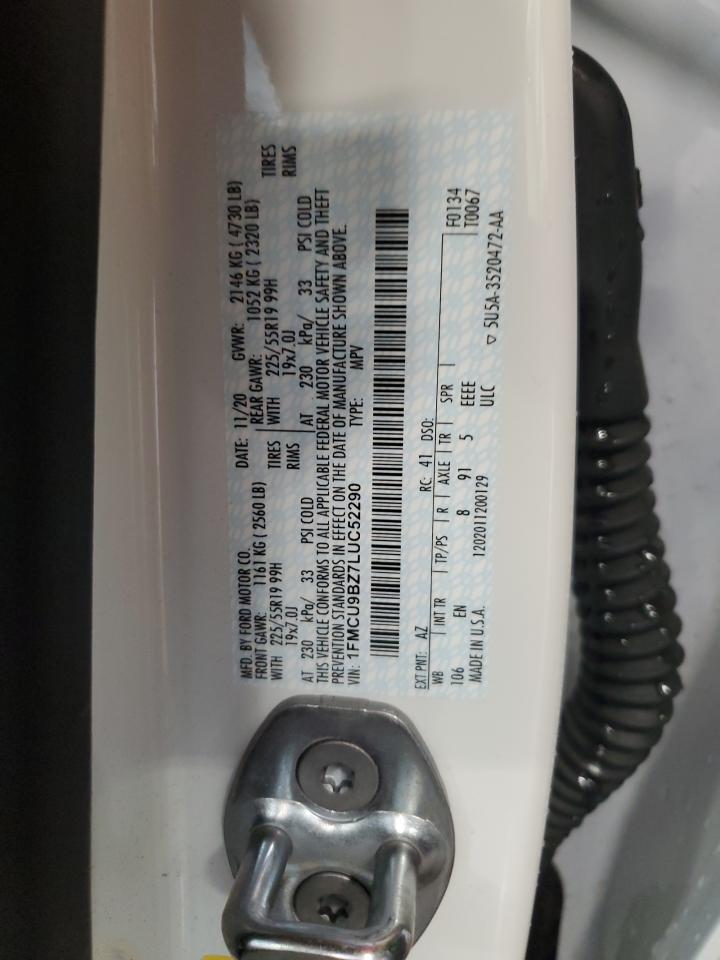 MFD. BY FORD MOTOR CO. DATE: 11/20 GVWR: 2146 KG ( 4730 LB)
FRONT GAWR: 1161 KG ( 2560 LB) REAR GAWR: 1052 KG ( 2320 LB)
WITH 225/55R19 99H TIRES WITH 225/55R19 99H TIRES
19x7.0J RIMS 19x7.0J RIMS
AT 230 kPa/ 33 PSI COLD AT 230 kPa/ 33 PSI COLD
THIS VEHICLE CONFORMS TO ALL APPLICABLE FEDERAL MOTOR VEHICLE SAFETY AND THEFT
PREVENTION STANDARDS IN EFFECT ON THE DATE OF MANUFACTURE SHOWN ABOVE.
VIN: 1FMCU9BZ7LUC52290 TYPE: MPV
EXT PNT: AZ RC: 41 DSO:
WB INT TR TP/PS R AXLE TR SPR F0134
106 EN 8 91 5 EEEE T0067
MADE IN U.S.A. 1202011200129 ULC
▽ 5U5A-3520472-AA